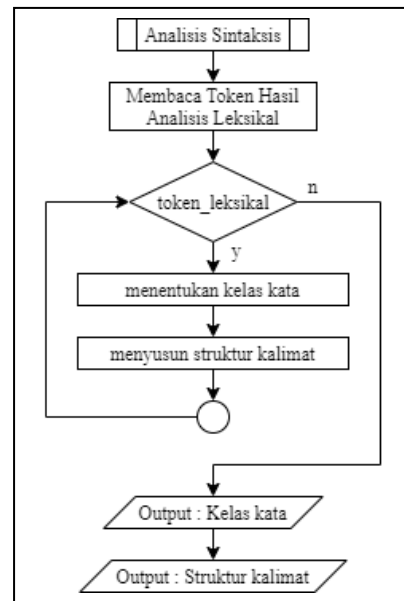 Analisis Sintaksis
Membaca Token Hasil
Analisis Leksikal
token_leksikal
n
y
menentukan kelas kata
menyusun struktur kalimat
Output : Kelas kata
Output : Struktur kalimat